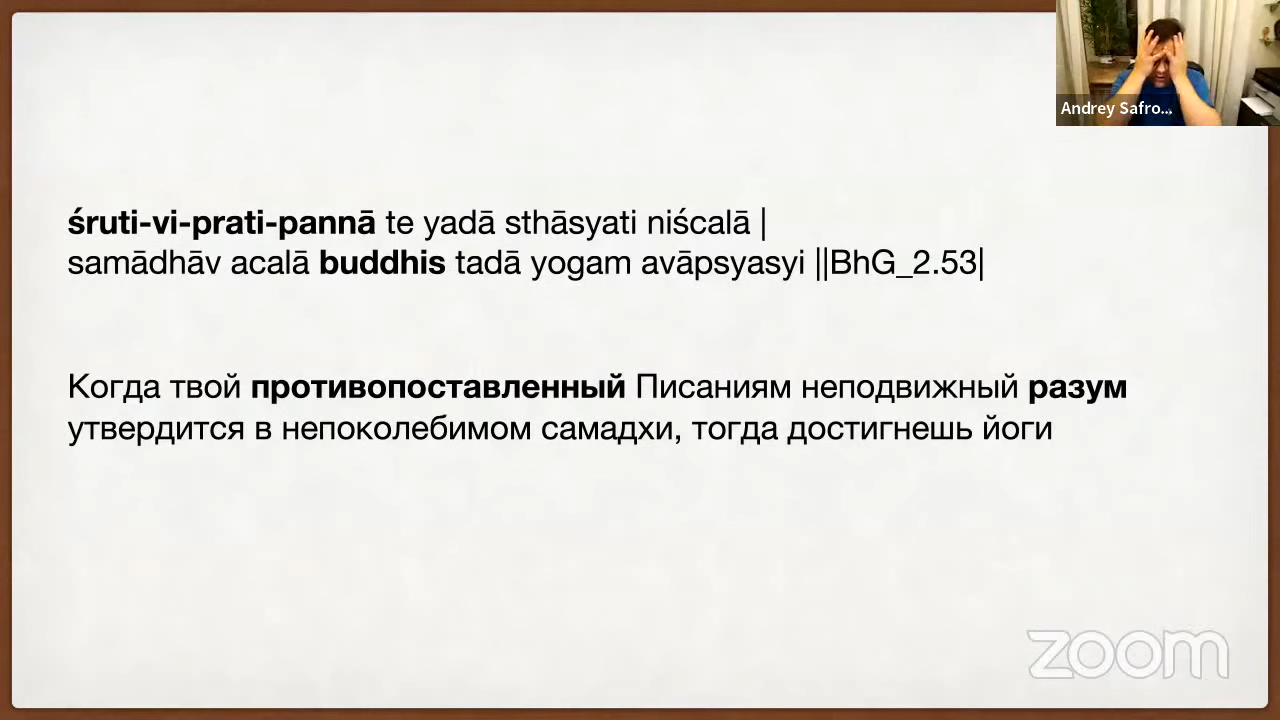 Andrey Safro...
śruti-vi-prati-pannā te yadā sthāsyati niścalā |
samādhāv acalā buddhis tadā yogam avāpsyasyi ||BhG_2.53|
Когда твой противопоставленный Писаниям неподвижный разум
утвердится в непоколебимом самадхи, тогда достигнешь йоги
zoom